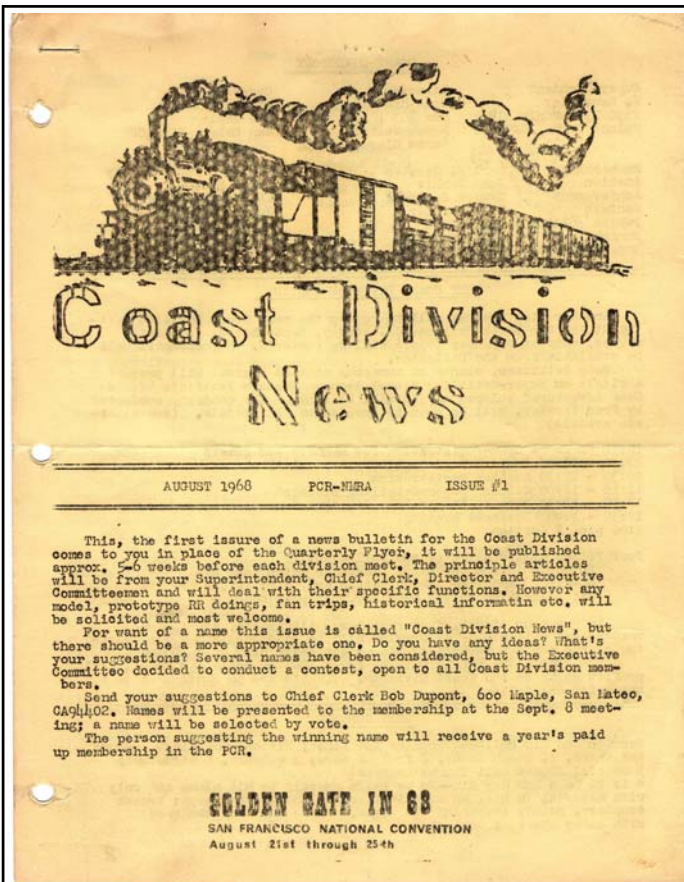 Coast Division
News
AUGUST 1968 PCR-NMRA ISSUE #1
This, the first issure of a news bulletin for the Coast Division
comes to you in place of the Quarterly Flyer, it will be published
approx. 5-6 weeks before each division meet. The principle articles
will be from your Superintendent, Chief Clerk, Director and Executive
Committeemen and will deal with their specific functions. However any
model, prototype RR doings, fan trips, historical informatin etc. will
be solicited and most welcome.
For want of a name this issue is called "Coast Division News", but
there should be a more appropriate one. Do you have any ideas? What's
your suggestions? Several names have been considered, but the Executive
Committee decided to conduct a contest, open to all Coast Division mem-
bers.
Send your suggestions to Chief Clerk Bob Dupont, 600 Maple, San Mateo,
CA94402. Names will be presented to the membership at the Sept. 8 meet-
ing; a name will be selected by vote.
The person suggesting the winning name will receive a year's paid
up membership in the PCR.
GOLDEN GATE IN 68
SAN FRANCISCO NATIONAL CONVENTION
August 21st through 25th